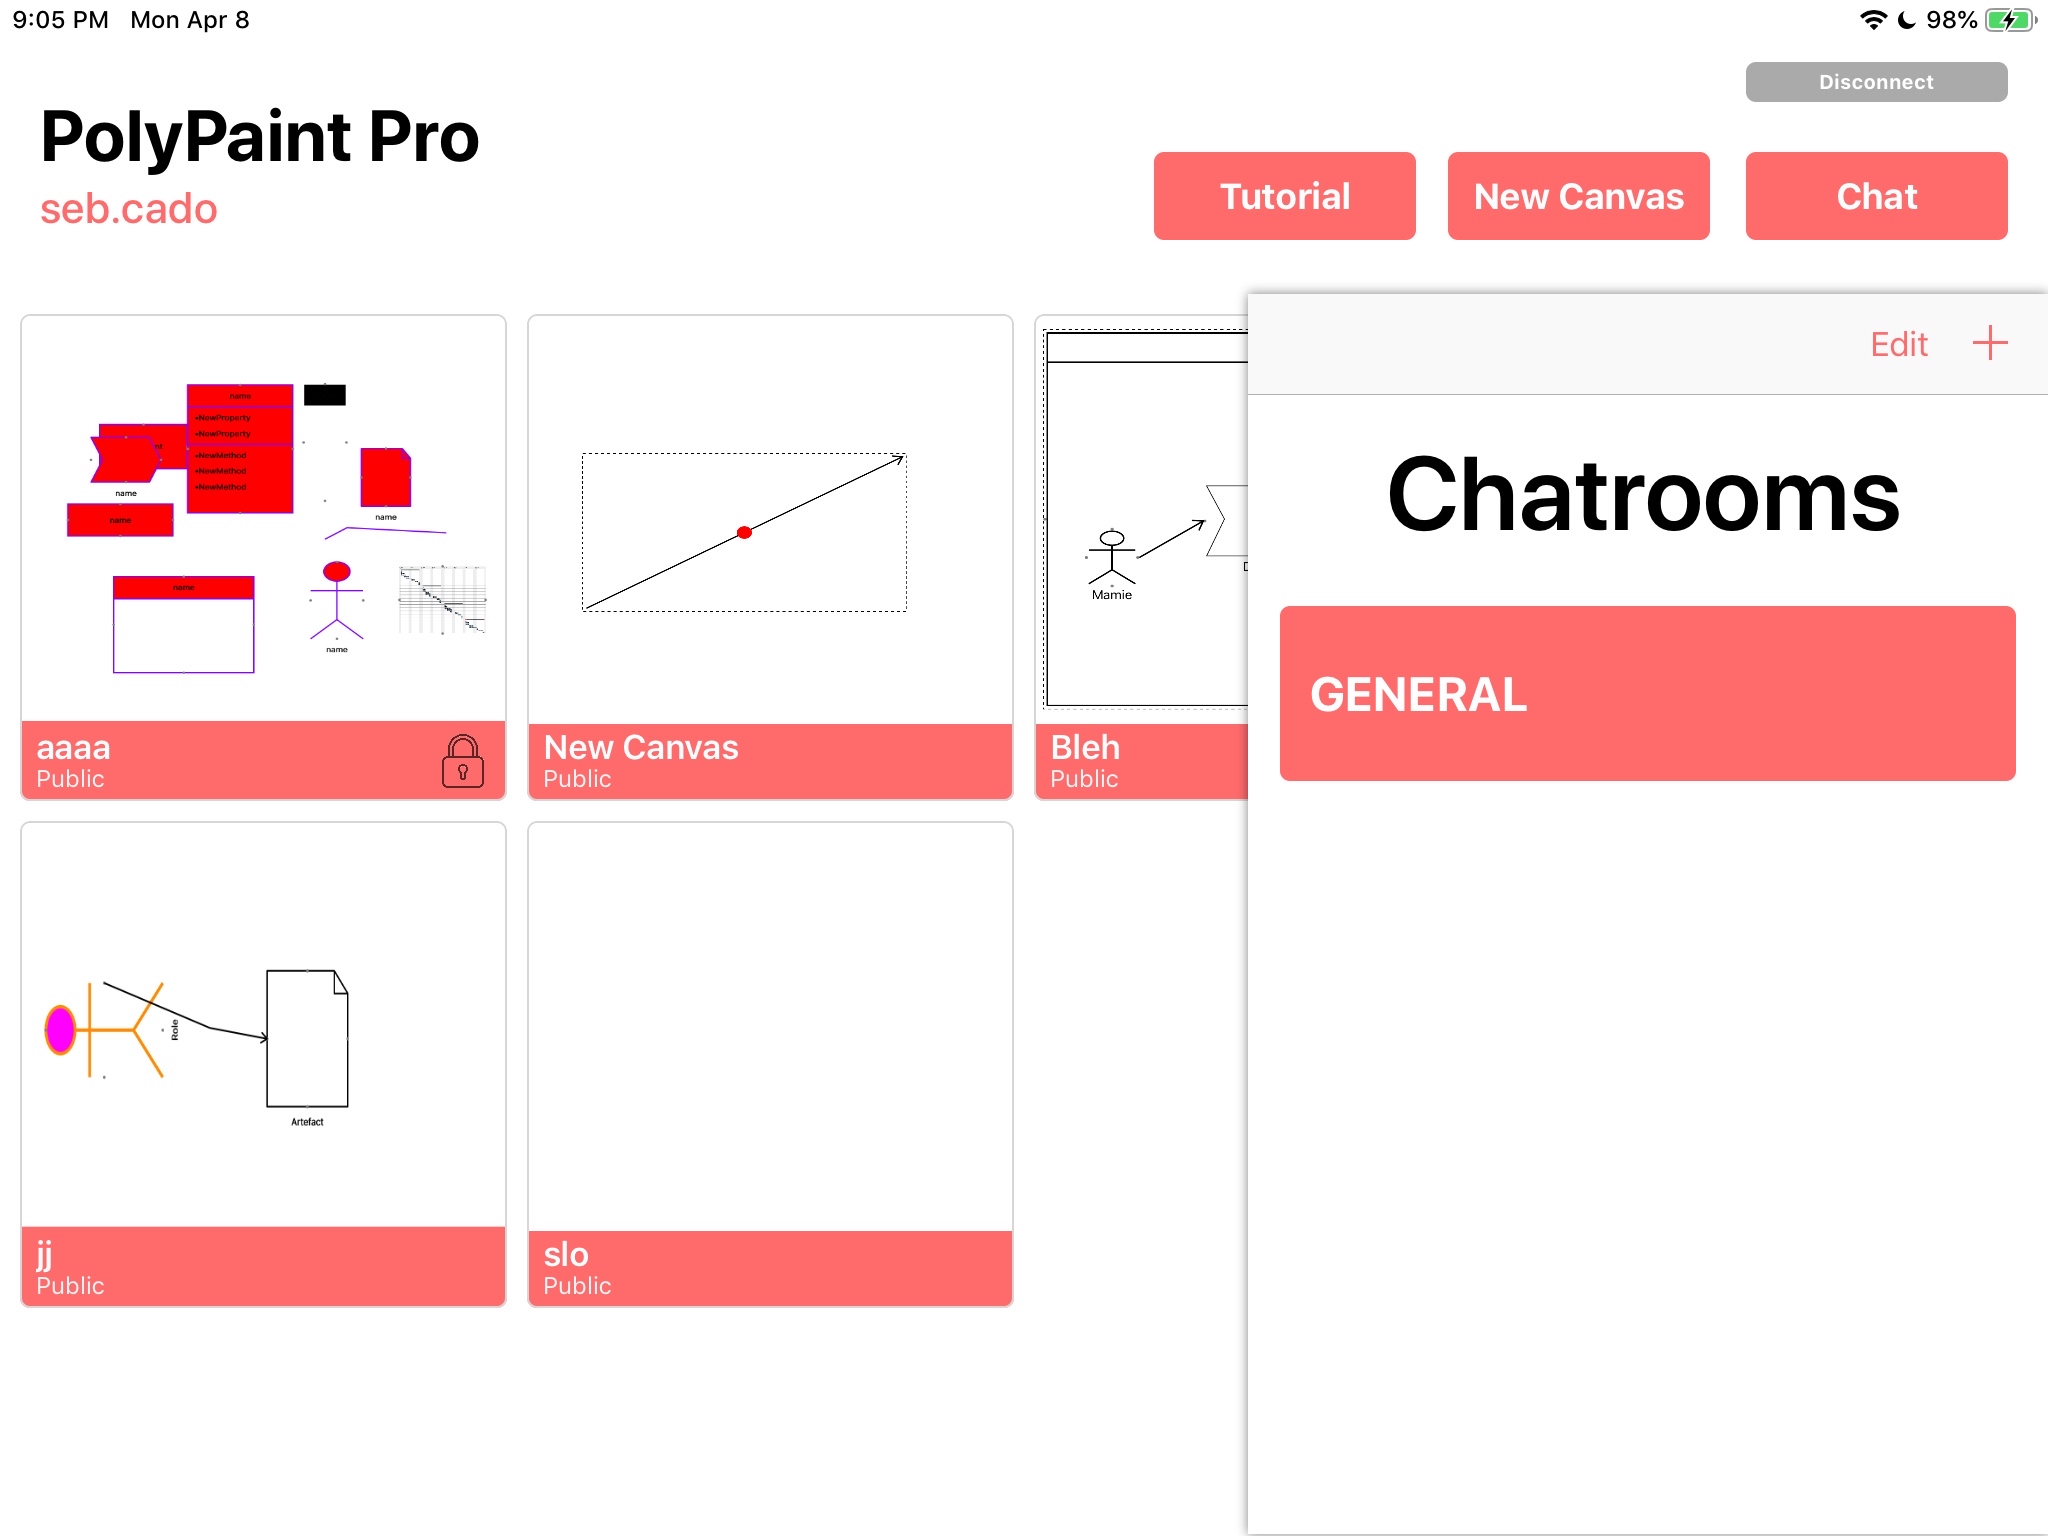 9:05 PM Mon Apr 8
98%
Disconnect
PolyPaint Pro
seb.cado
Tutorial
New Canvas
Chat
Edit +
Chatrooms
GENERAL
name
+NewProperty
+NewProperty
+NewMethod
+NewMethod
+NewMethod
name
name
name
name
name
aaaa
Public
New Canvas
Public
Mamie
Bleh
Public
Role
Artefact
jj
Public
slo
Public